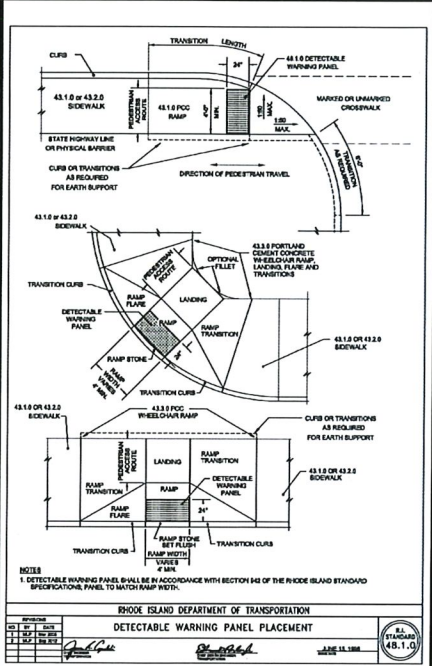 TRANSITION LENGTH
CURB
24"
48.1.0 DETECTABLE
WARNING PANEL
43.1.0 or 43.2.0
SIDEWALK
PEDESTRIAN
ACCESS
ROUTE
43.1.0 PCC
RAMP
4'-0"
MIN.
1:50
MAX.
1:50
MAX.
MARKED OR UNMARKED
CROSSWALK
STATE HIGHWAY LINE
OR PHYSICAL BARRIER
CURB OR TRANSITIONS
AS REQUIRED
FOR EARTH SUPPORT
DIRECTION OF PEDESTRIAN TRAVEL
6'-0"
TRANSITION
AS REQUIRED
43.1.0 or 43.2.0
SIDEWALK
PEDESTRIAN
ACCESS
ROUTE
OPTIONAL
FILLET
43.3.0 PORTLAND
CEMENT CONCRETE
WHEELCHAIR RAMP,
LANDING, FLARE AND
TRANSITIONS
TRANSITION CURB
RAMP
FLARE
LANDING
DETECTABLE
WARNING
PANEL
RAMP
RAMP
TRANSITION
RAMP STONE
24"
RAMP
WIDTH
VARIES
4' MIN.
TRANSITION CURB
43.1.0 OR 43.2.0
SIDEWALK
43.1.0 OR 43.2.0
SIDEWALK
43.3.0 PCC
WHEELCHAIR RAMP
CURB OR TRANSITIONS
AS REQUIRED
FOR EARTH SUPPORT
PEDESTRIAN
ACCESS
ROUTE
LANDING
RAMP
TRANSITION
RAMP
TRANSITION
RAMP
DETECTABLE
WARNING
PANEL
43.1.0 OR 43.2.0
SIDEWALK
RAMP
FLARE
24"
TRANSITION CURB
RAMP STONE
SET FLUSH
TRANSITION CURB
RAMP WIDTH
VARIES
4' MIN.
NOTES
1. DETECTABLE WARNING PANEL SHALL BE IN ACCORDANCE WITH SECTION 942 OF THE RHODE ISLAND STANDARD
SPECIFICATIONS; PANEL TO MATCH RAMP WIDTH.
RHODE ISLAND DEPARTMENT OF TRANSPORTATION
REVISIONS
NO. BY DATE
1 MLP
2 MLP
DETECTABLE WARNING PANEL PLACEMENT
JUNE 15, 1998
R.I.
STANDARD
48.1.0